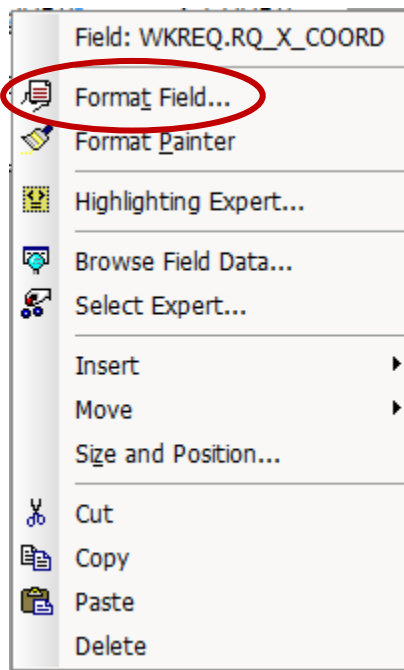 Field: WKREQ.RQ_X_COORD
Format Field...
Format Painter
Highlighting Expert...
Browse Field Data...
Select Expert...
Insert
Move
Size and Position...
Cut
Copy
Paste
Delete